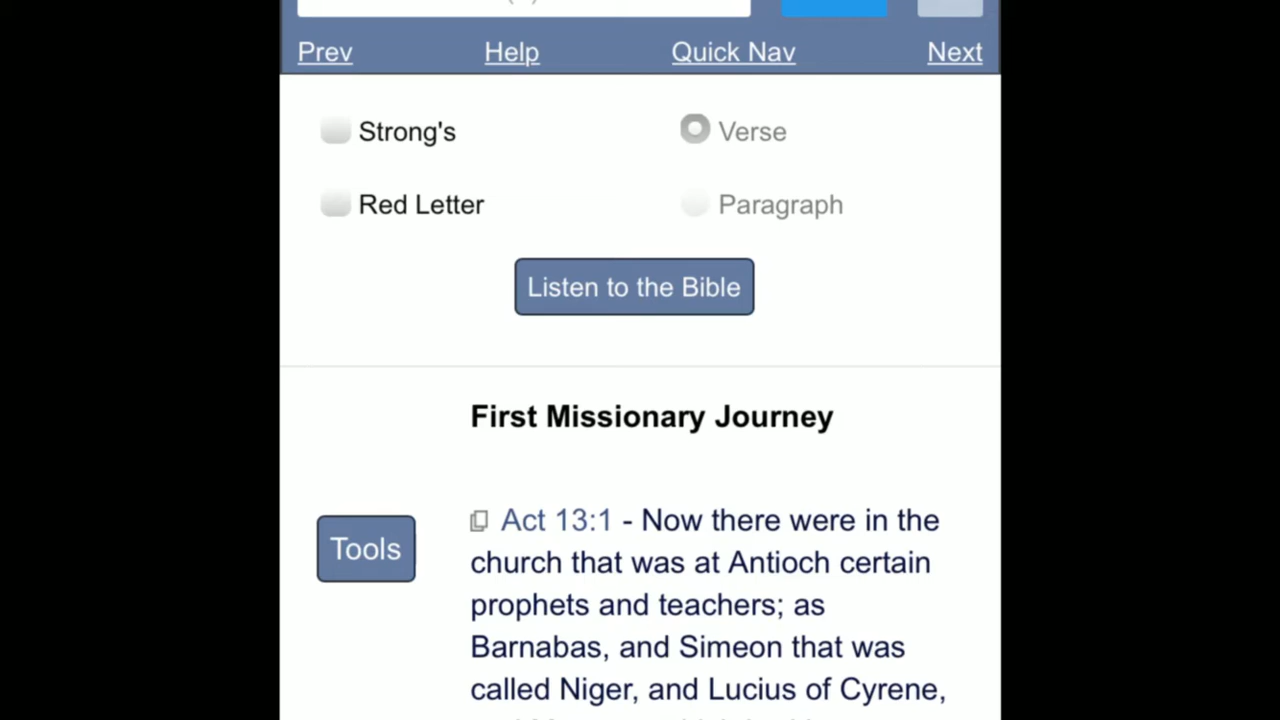 Prev Help Quick Nav Next
Strong's Verse
Red Letter Paragraph
Listen to the Bible
First Missionary Journey
Tools
Act 13:1 - Now there were in the
church that was at Antioch certain
prophets and teachers; as
Barnabas, and Simeon that was
called Niger, and Lucius of Cyrene,